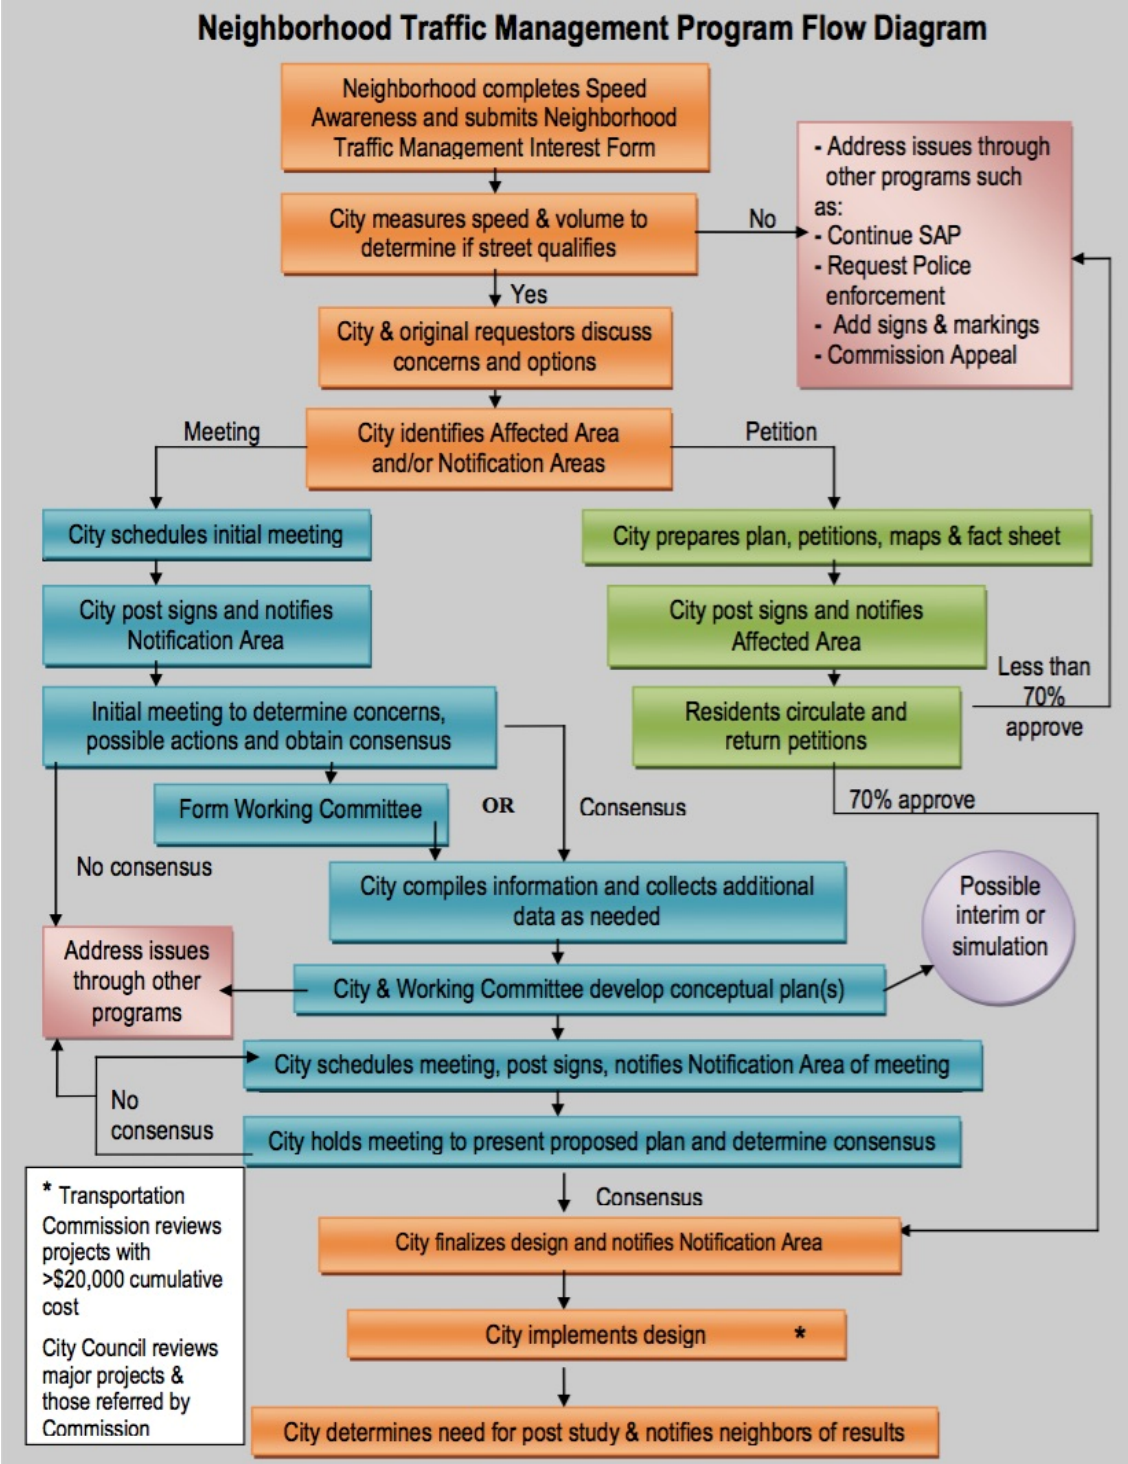 Neighborhood Traffic Management Program Flow Diagram
Neighborhood completes Speed
Awareness and submits Neighborhood
Traffic Management Interest Form
- Address issues through
other programs such
as:
- Continue SAP
- Request Police
enforcement
- Add signs & markings
- Commission Appeal
City measures speed & volume to
determine if street qualifies
No
Yes
City & original requestors discuss
concerns and options
City identifies Affected Area
and/or Notification Areas
Meeting
Petition
City schedules initial meeting
City prepares plan, petitions, maps & fact sheet
City post signs and notifies
Notification Area
City post signs and notifies
Affected Area
Less than
70%
approve
Initial meeting to determine concerns,
possible actions and obtain consensus
Residents circulate and
return petitions
70% approve
Form Working Committee
OR
Consensus
No consensus
City compiles information and collects additional
data as needed
Possible
interim or
simulation
Address issues
through other
programs
City & Working Committee develop conceptual plan(s)
City schedules meeting, post signs, notifies Notification Area of meeting
No
consensus
City holds meeting to present proposed plan and determine consensus
Consensus
* Transportation
Commission reviews
projects with
>$20,000 cumulative
cost
City Council reviews
major projects &
those referred by
Commission
City finalizes design and notifies Notification Area
City implements design *
City determines need for post study & notifies neighbors of results